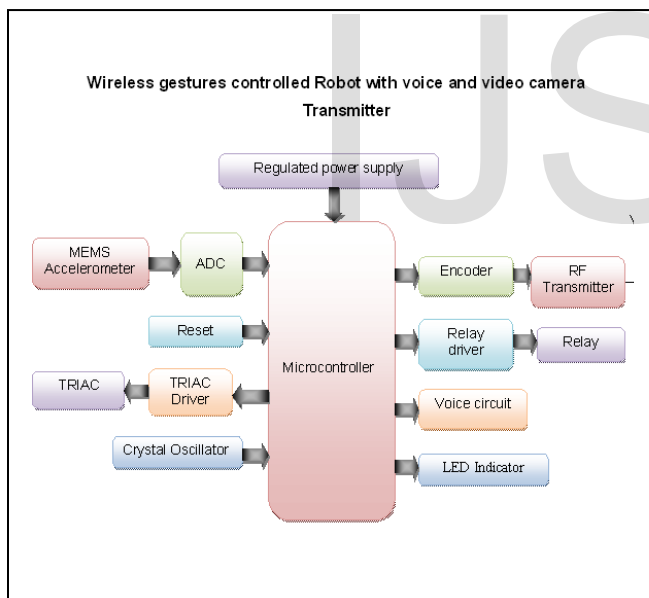 IJS
Wireless gestures controlled Robot with voice and video camera
Transmitter
Regulated power supply
MEMS
Accelerometer
ADC
Encoder
RF
Transmitter
Reset
Relay
driver
Relay
Microcontroller
TRIAC
TRIAC
Driver
Voice circuit
Crystal Oscillator
LED Indicator